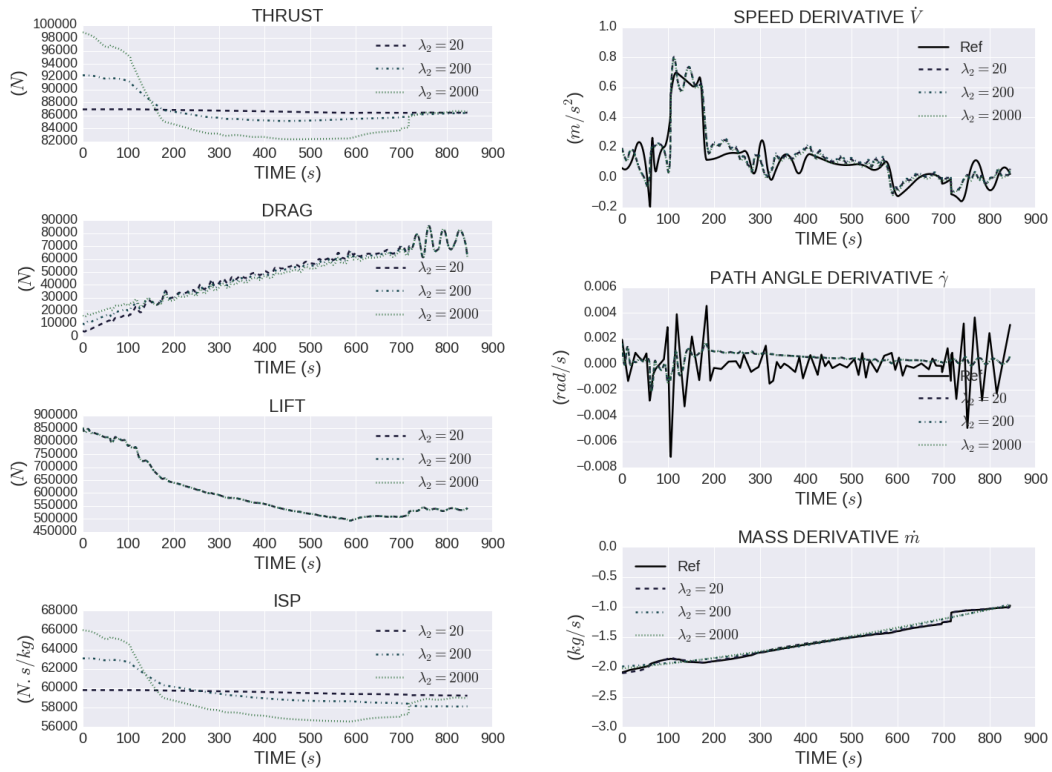 THRUST
100000
98000
96000
94000
92000
90000
88000
86000
84000
82000
(N)
λ₂ = 20
λ₂ = 200
λ₂ = 2000
0 100 200 300 400 500 600 700 800 900
TIME (s)
DRAG
90000
80000
70000
60000
50000
40000
30000
20000
10000
0
(N)
λ₂ = 20
λ₂ = 200
λ₂ = 2000
0 100 200 300 400 500 600 700 800 900
TIME (s)
LIFT
900000
850000
800000
750000
700000
650000
600000
550000
500000
450000
(N)
λ₂ = 20
λ₂ = 200
λ₂ = 2000
0 100 200 300 400 500 600 700 800 900
TIME (s)
ISP
68000
66000
64000
62000
60000
58000
56000
(N. s/kg)
λ₂ = 20
λ₂ = 200
λ₂ = 2000
0 100 200 300 400 500 600 700 800 900
TIME (s)
SPEED DERIVATIVE V̇
1.0
0.8
0.6
0.4
0.2
0.0
−0.2
(m/s²)
Ref
λ₂ = 20
λ₂ = 200
λ₂ = 2000
0 100 200 300 400 500 600 700 800 900
TIME (s)
PATH ANGLE DERIVATIVE γ̇
0.006
0.004
0.002
0.000
−0.002
−0.004
−0.006
−0.008
(rad/s)
Ref
λ₂ = 20
λ₂ = 200
λ₂ = 2000
0 100 200 300 400 500 600 700 800 900
TIME (s)
MASS DERIVATIVE ṁ
0.0
−0.5
−1.0
−1.5
−2.0
−2.5
−3.0
(kg/s)
Ref
λ₂ = 20
λ₂ = 200
λ₂ = 2000
0 100 200 300 400 500 600 700 800 900
TIME (s)